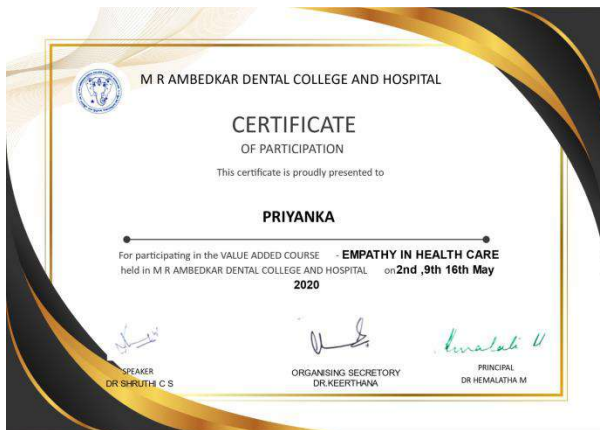 M R AMBEDKAR DENTAL COLLEGE AND HOSPITAL
CERTIFICATE
OF PARTICIPATION
This certificate is proudly presented to
PRIYANKA
For participating in the VALUE ADDED COURSE - EMPATHY IN HEALTH CARE
held in M R AMBEDKAR DENTAL COLLEGE AND HOSPITAL on 2nd ,9th 16th May
2020
SPEAKER
DR SHRUTHI C S
ORGANISING SECRETORY
DR.KEERTHANA
PRINCIPAL
DR HEMALATHA M